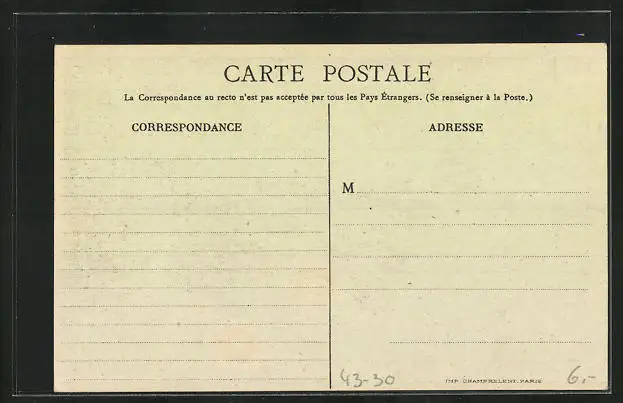 CARTE POSTALE
La Correspondance au recto n'est pas acceptée par tous les Pays Étrangers. (Se renseigner à la Poste.)
CORRESPONDANCE
ADRESSE
M
43-30
IMP CHAMBRELENT. PARIS
6.-